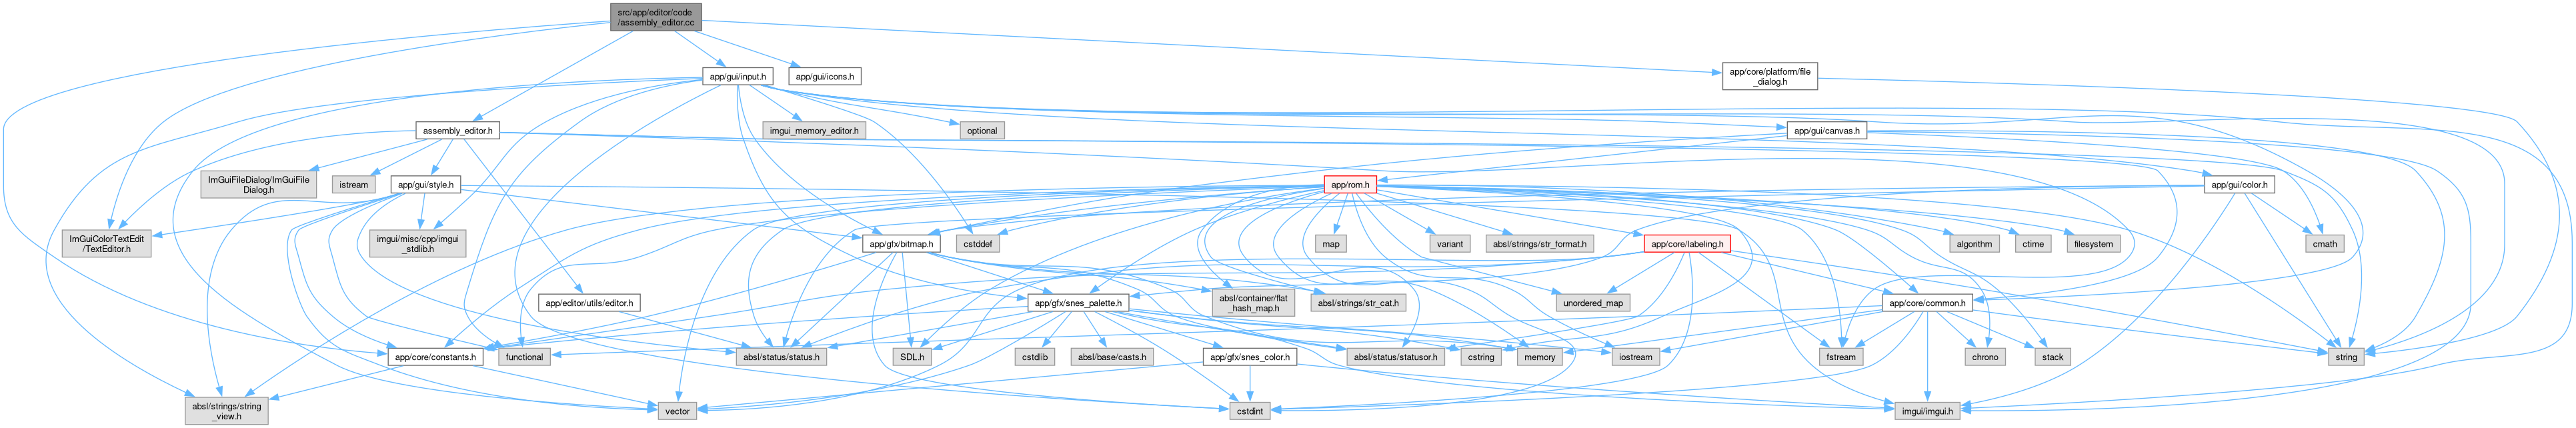 src/app/editor/code
/assembly_editor.cc
app/gui/input.h
app/gui/icons.h
app/core/platform/file
_dialog.h
assembly_editor.h
imgui_memory_editor.h
optional
app/gui/canvas.h
ImGuiFileDialog/ImGuiFile
Dialog.h
istream
app/gui/style.h
app/rom.h
app/gui/color.h
ImGuiColorTextEdit
/TextEditor.h
imgui/misc/cpp/imgui
_stdlib.h
app/gfx/bitmap.h
cstddef
map
variant
absl/strings/str_format.h
app/core/labeling.h
algorithm
ctime
filesystem
cmath
app/editor/utils/editor.h
app/gfx/snes_palette.h
absl/container/flat
_hash_map.h
absl/strings/str_cat.h
unordered_map
app/core/common.h
app/core/constants.h
functional
absl/status/status.h
SDL.h
cstdlib
absl/base/casts.h
app/gfx/snes_color.h
absl/status/statusor.h
cstring
memory
iostream
fstream
chrono
stack
string
absl/strings/string
_view.h
vector
cstdint
imgui/imgui.h